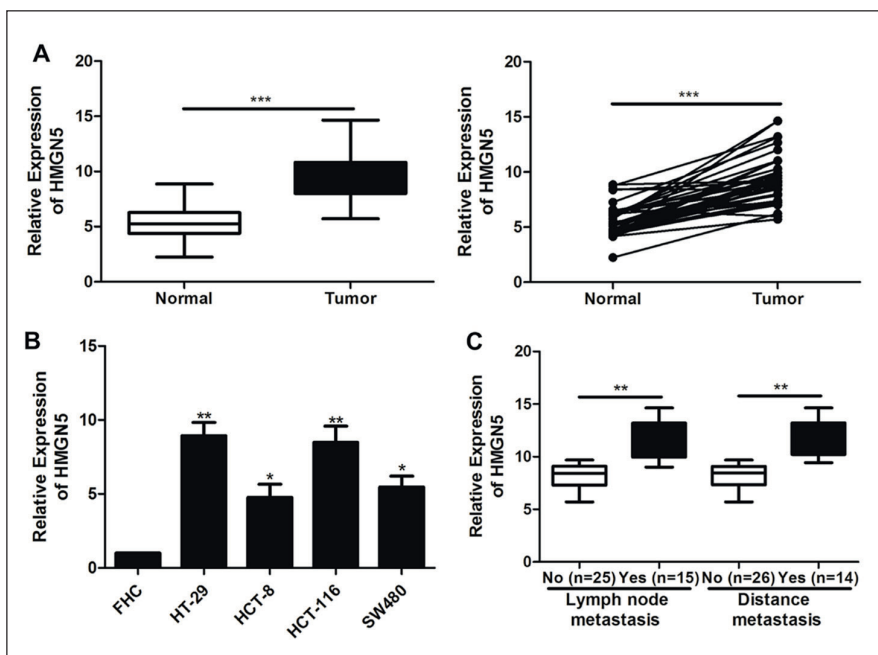 A
Relative Expression
of HMGN5
20
15
10
5
0
***
Normal
Tumor
Relative Expression
of HMGN5
20
15
10
5
0
***
Normal
Tumor
B
Relative Expression
of HMGN5
15
10
5
0
**
*
**
*
FHC
HT-29
HCT-8
HCT-116
SW480
C
Relative Expression
of HMGN5
20
15
10
5
0
**
**
No (n=25) Yes (n=15)
Lymph node
metastasis
No (n=26) Yes (n=14)
Distance
metastasis